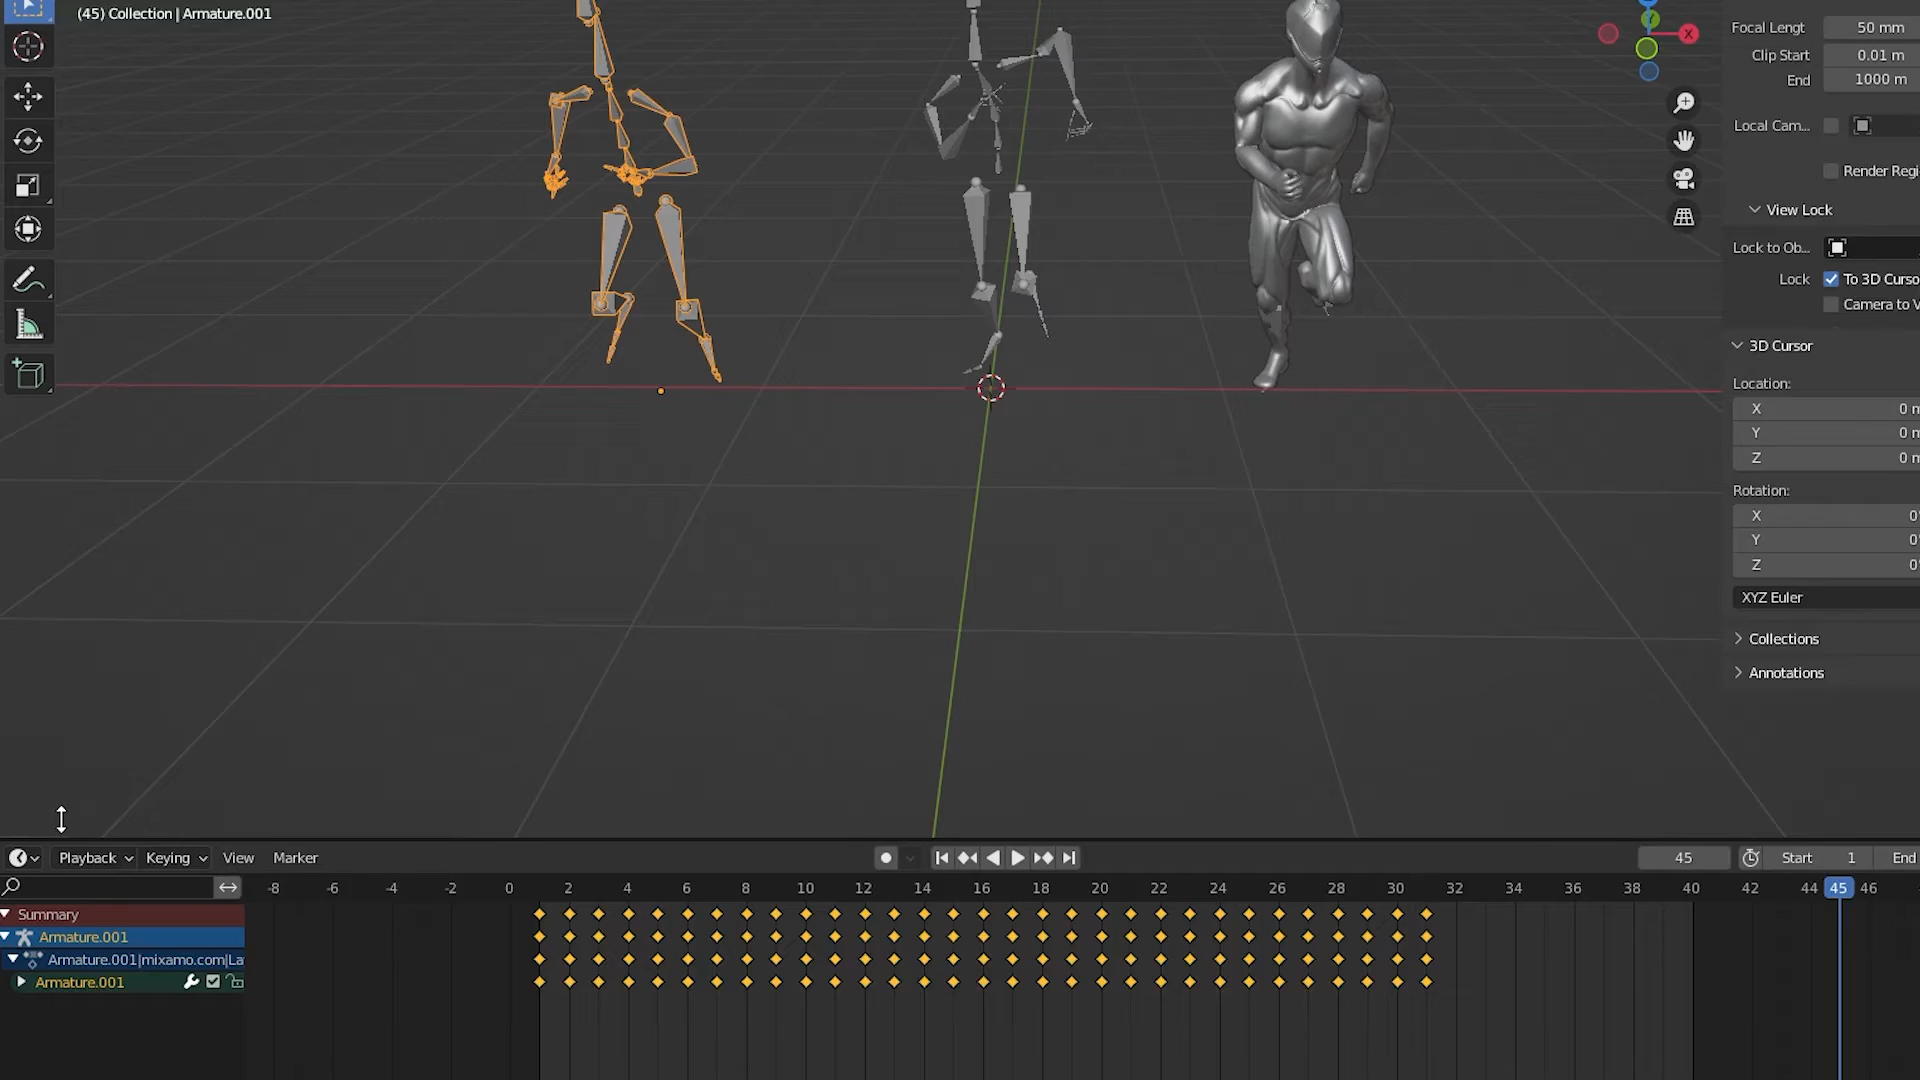 (45) Collection | Armature.001
X
Focal Lengt 50 mm
Clip Start 0.01 m
End 1000 m
Local Cam...
Render Regi
View Lock
Lock to Ob...
Lock To 3D Curso
Camera to V
3D Cursor
Location:
X 0 m
Y 0 m
Z 0 m
Rotation:
X 0°
Y 0°
Z 0°
XYZ Euler
Collections
Annotations
Playback Keying View Marker 45 Start 1 End
-8 -6 -4 -2 0 2 4 6 8 10 12 14 16 18 20 22 24 26 28 30 32 34 36 38 40 42 44 45 46
Summary
Armature.001
Armature.001|mixamo.com|La
Armature.001